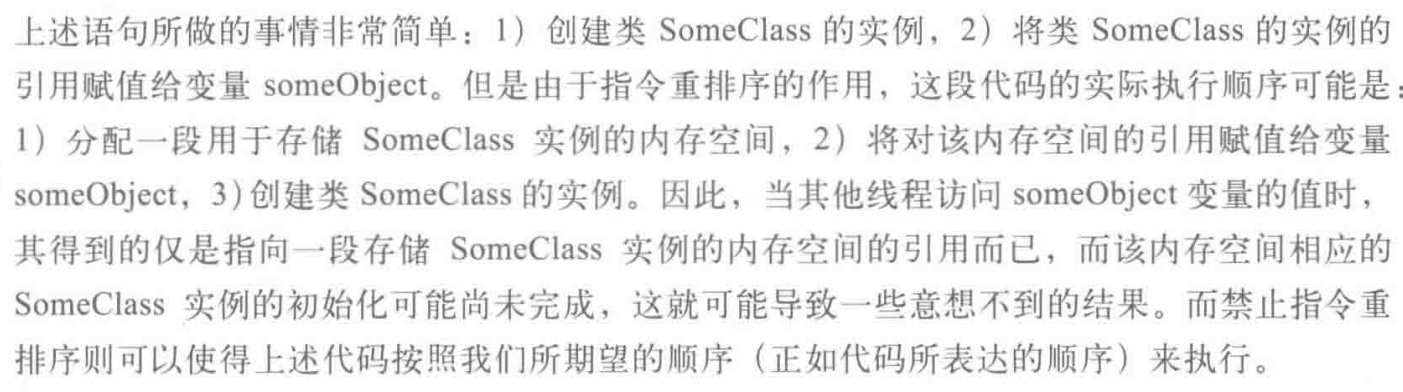 上述语句所做的事情非常简单：1）创建类 SomeClass 的实例，2）将类 SomeClass 的实例的
引用赋值给变量 someObject。但是由于指令重排序的作用，这段代码的实际执行顺序可能是：
1）分配一段用于存储 SomeClass 实例的内存空间，2）将对该内存空间的引用赋值给变量
someObject，3)创建类 SomeClass 的实例。因此，当其他线程访问 someObject 变量的值时，
其得到的仅是指向一段存储 SomeClass 实例的内存空间的引用而已，而该内存空间相应的
SomeClass 实例的初始化可能尚未完成，这就可能导致一些意想不到的结果。而禁止指令重
排序则可以使得上述代码按照我们所期望的顺序（正如代码所表达的顺序）来执行。